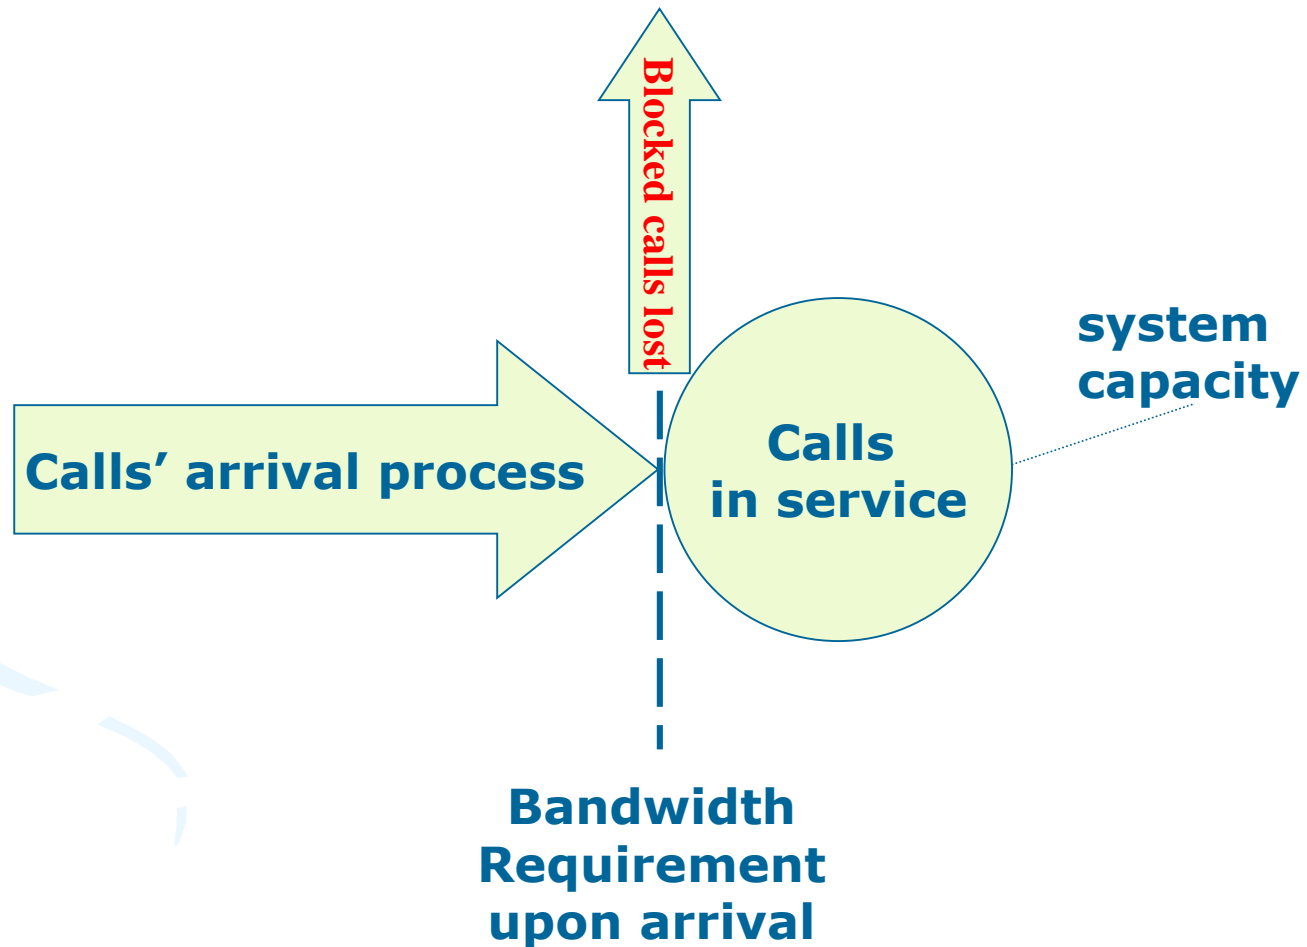 Blocked calls lost
system
capacity
Calls’ arrival process
Calls
in service
Bandwidth
Requirement
upon arrival